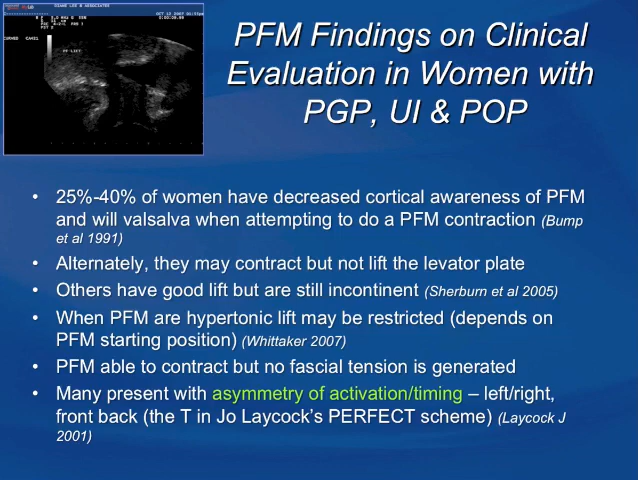 DIANE LEE & ASSOCIATES
PF LIFT
PFM Findings on Clinical
Evaluation in Women with
PGP, UI & POP
• 25%-40% of women have decreased cortical awareness of PFM
and will valsalva when attempting to do a PFM contraction (Bump
et al 1991)
• Alternately, they may contract but not lift the levator plate
• Others have good lift but are still incontinent (Sherburn et al 2005)
• When PFM are hypertonic lift may be restricted (depends on
PFM starting position) (Whittaker 2007)
• PFM able to contract but no fascial tension is generated
• Many present with asymmetry of activation/timing – left/right,
front back (the T in Jo Laycock's PERFECT scheme) (Laycock J
2001)